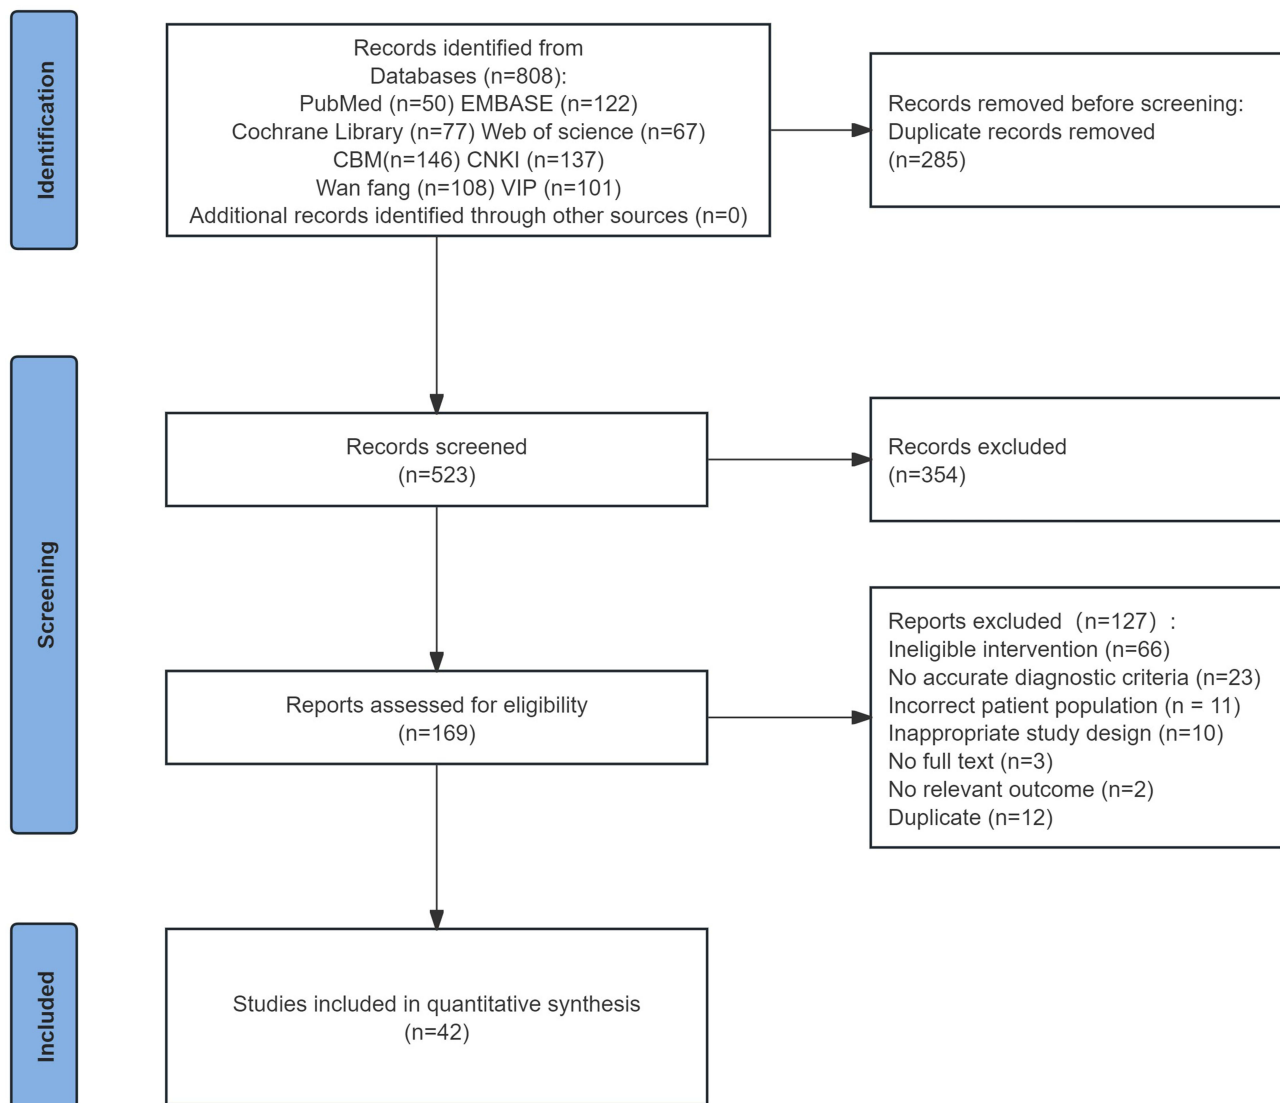 Identification
Records identified from
Databases (n=808):
PubMed (n=50) EMBASE (n=122)
Cochrane Library (n=77) Web of science (n=67)
CBM(n=146) CNKI (n=137)
Wan fang (n=108) VIP (n=101)
Additional records identified through other sources (n=0)
Records removed before screening:
Duplicate records removed
(n=285)
Screening
Records screened
(n=523)
Records excluded
(n=354)
Reports assessed for eligibility
(n=169)
Reports excluded（n=127）:
Ineligible intervention (n=66)
No accurate diagnostic criteria (n=23)
Incorrect patient population (n = 11)
Inappropriate study design (n=10)
No full text (n=3)
No relevant outcome (n=2)
Duplicate (n=12)
Included
Studies included in quantitative synthesis
(n=42)